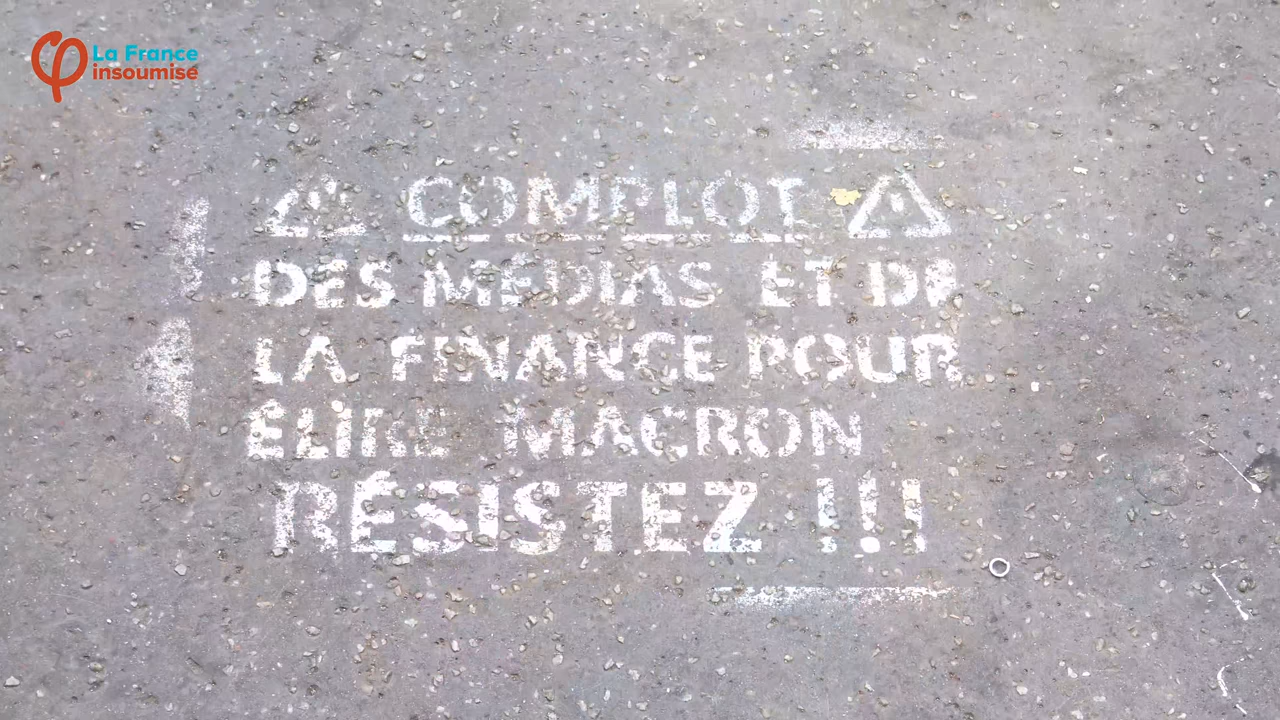 La France
insoumise
COMPLOT
DES MÉDIAS ET DE
LA FINANCE POUR
ÉLIRE MACRON
RÉSISTEZ !!!